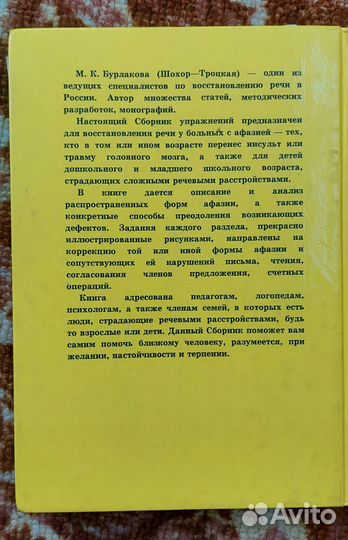 М. К. Бурлакова (Шохор—Троцкая) — один из
ведущих специалистов по восстановлению речи в
России. Автор множества статей, методических
разработок, монографий.
Настоящий Сборник упражнений предназначен
для восстановления речи у больных с афазией — тех,
кто в том или ином возрасте перенес инсульт или
травму головного мозга, а также для детей
дошкольного и младшего школьного возраста,
страдающих сложными речевыми расстройствами.
В книге дается описание и анализ
распространенных форм афазии, а также
конкретные способы преодоления возникающих
дефектов. Задания каждого раздела, прекрасно
иллюстрированные рисунками, направлены на
коррекцию той или иной формы афазии и
сопутствующих ей нарушений письма, чтения,
согласования членов предложения, счетных
операций.
Книга адресована педагогам, логопедам,
психологам, а также членам семей, в которых есть
люди, страдающие речевыми расстройствами, будь
то взрослые или дети. Данный Сборник поможет вам
самим помочь близкому человеку, разумеется, при
желании, настойчивости и терпении.
Avito